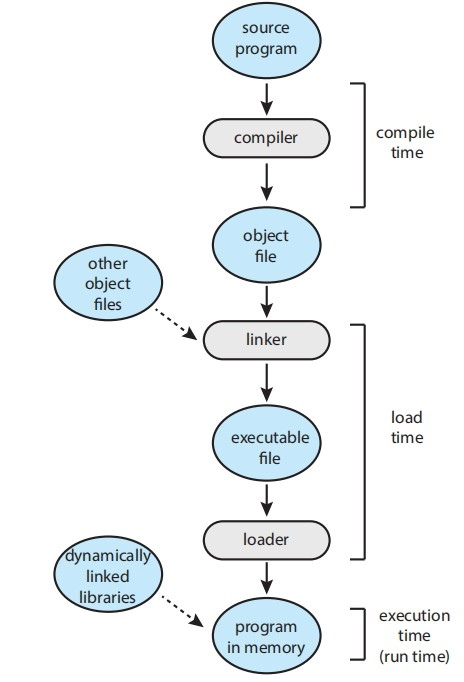 source
program
compiler
compile
time
object
file
other
object
files
linker
load
time
executable
file
loader
dynamically
linked
libraries
program
in memory
execution
time
(run time)